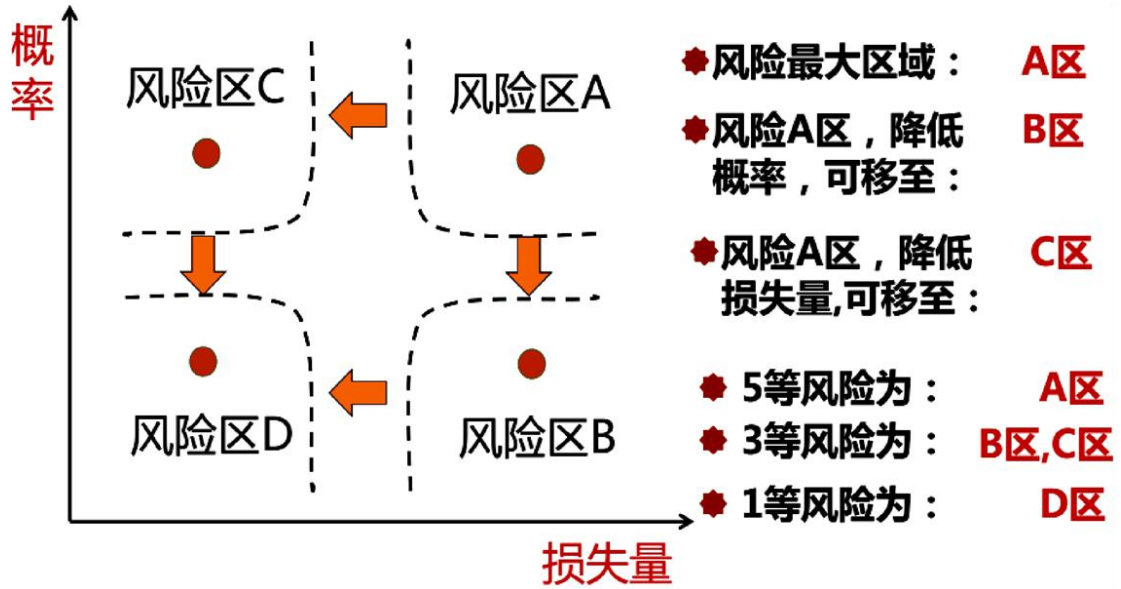 概率
风险区C
风险区A
风险区D
风险区B
损失量
风险最大区域： A区
风险A区，降低 B区
概率，可移至：
风险A区，降低 C区
损失量,可移至：
5等风险为： A区
3等风险为： B区,C区
1等风险为： D区